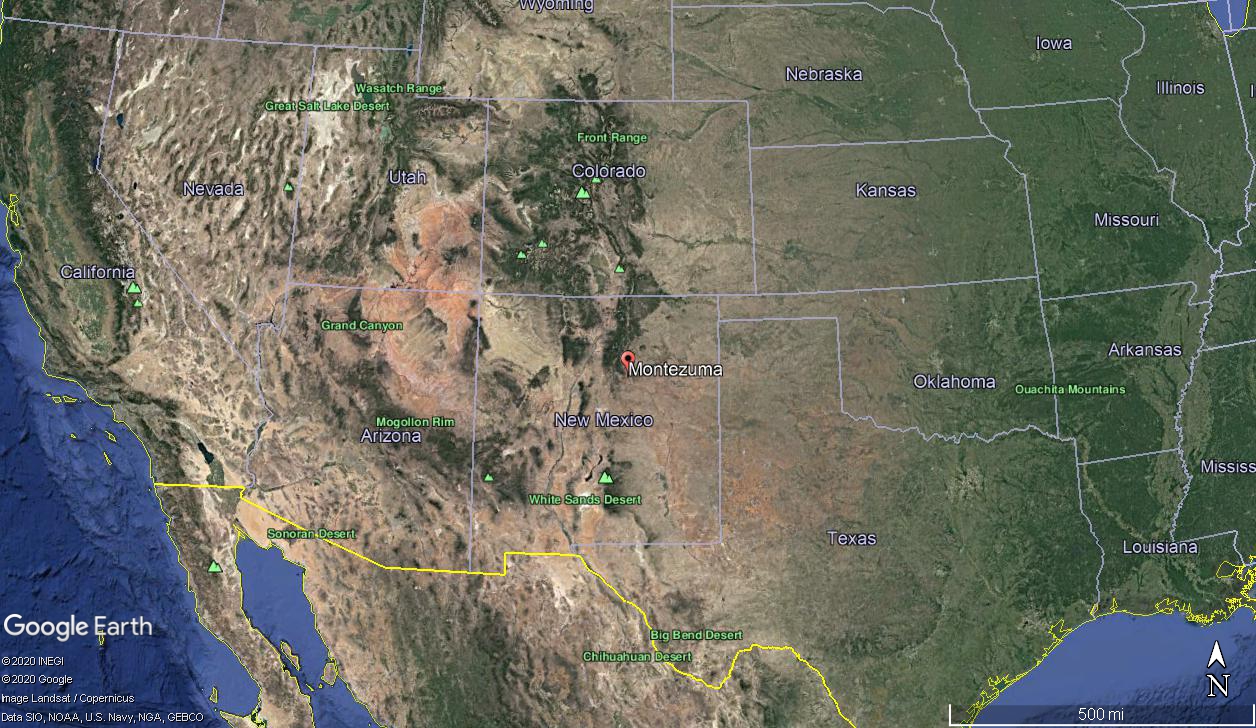 Wyoming
Iowa
Nebraska
Illinois
Wasatch Range
Great Salt Lake Desert
Front Range
Colorado
Utah
Nevada
Kansas
Missouri
California
Grand Canyon
Arkansas
Montezuma
Oklahoma
Ouachita Mountains
New Mexico
Mogollon Rim
Arizona
Mississ
White Sands Desert
Sonoran Desert
Texas
Louisiana
Google Earth
Big Bend Desert
Chihuahuan Desert
© 2020 INEGI
© 2020 Google
Image Landsat / Copernicus
Data SIO, NOAA, U.S. Navy, NGA, GEBCO
N
500 mi